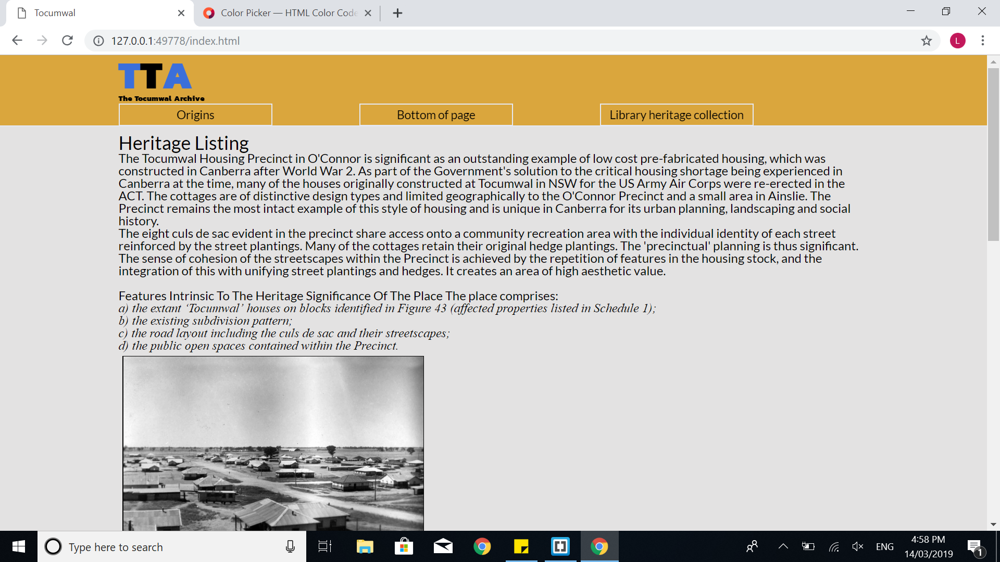 Tocumwal
Color Picker — HTML Color Code
127.0.0.1:49778/index.html
L
TTA
The Tocumwal Archive
Origins
Bottom of page
Library heritage collection
Heritage Listing
The Tocumwal Housing Precinct in O'Connor is significant as an outstanding example of low cost pre-fabricated housing, which was
constructed in Canberra after World War 2. As part of the Government's solution to the critical housing shortage being experienced in
Canberra at the time, many of the houses originally constructed at Tocumwal in NSW for the US Army Air Corps were re-erected in the
ACT. The cottages are of distinctive design types and limited geographically to the O'Connor Precinct and a small area in Ainslie. The
Precinct remains the most intact example of this style of housing and is unique in Canberra for its urban planning, landscaping and social
history.
The eight culs de sac evident in the precinct share access onto a community recreation area with the individual identity of each street
reinforced by the street plantings. Many of the cottages retain their original hedge plantings. The 'precinctual' planning is thus significant.
The sense of cohesion of the streetscapes within the Precinct is achieved by the repetition of features in the housing stock, and the
integration of this with unifying street plantings and hedges. It creates an area of high aesthetic value.
Features Intrinsic To The Heritage Significance Of The Place The place comprises:
a) the extant ‘Tocumwal’ houses on blocks identified in Figure 43 (affected properties listed in Schedule 1);
b) the existing subdivision pattern;
c) the road layout including the culs de sac and their streetscapes;
d) the public open spaces contained within the Precinct.
Type here to search
ENG
4:58 PM
14/03/2019
1